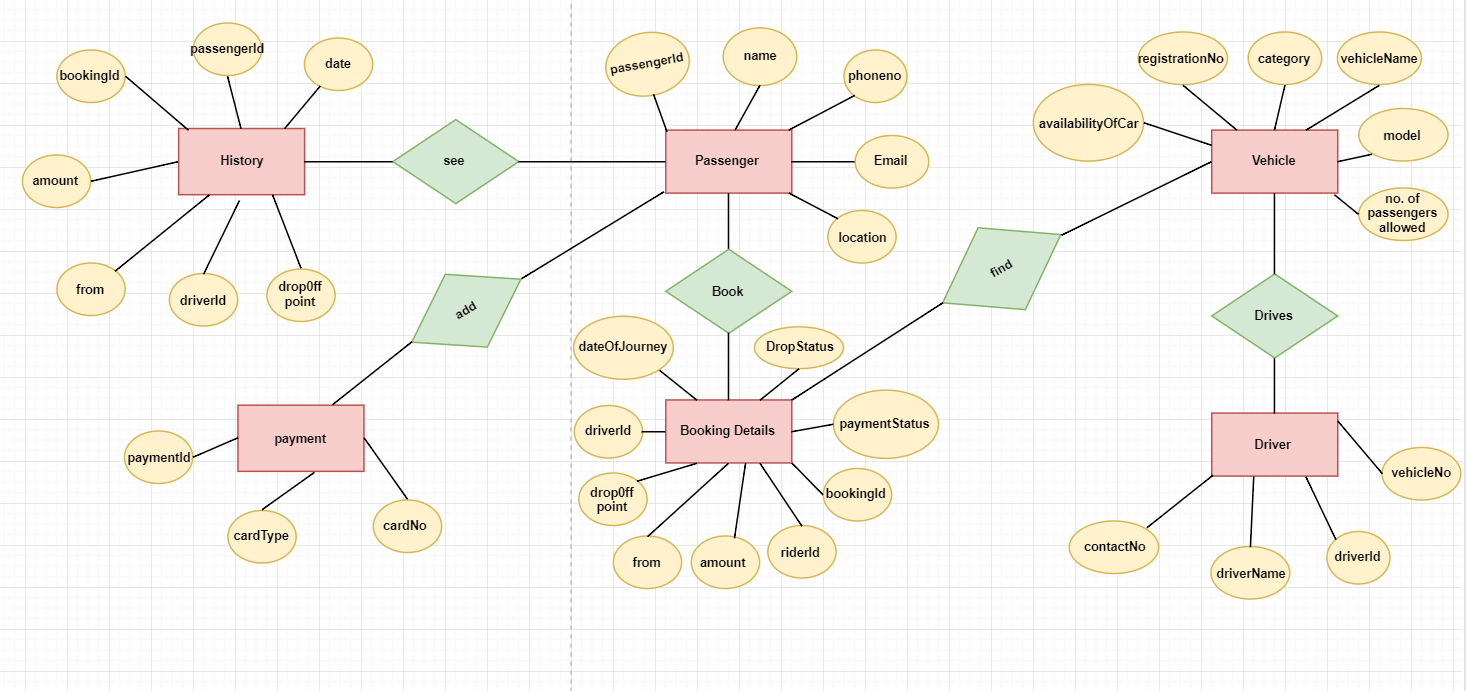 passengerId
bookingId
date
History
amount
from
driverId
drop0ff
point
see
passengerId
name
phoneno
Passenger
Email
location
add
Book
find
payment
paymentId
cardType
cardNo
dateOfJourney
DropStatus
driverId
Booking Details
paymentStatus
drop0ff
point
bookingId
from
amount
riderId
registrationNo
category
vehicleName
availabilityOfCar
model
Vehicle
no. of
passengers
allowed
Drives
Driver
vehicleNo
contactNo
driverName
driverId